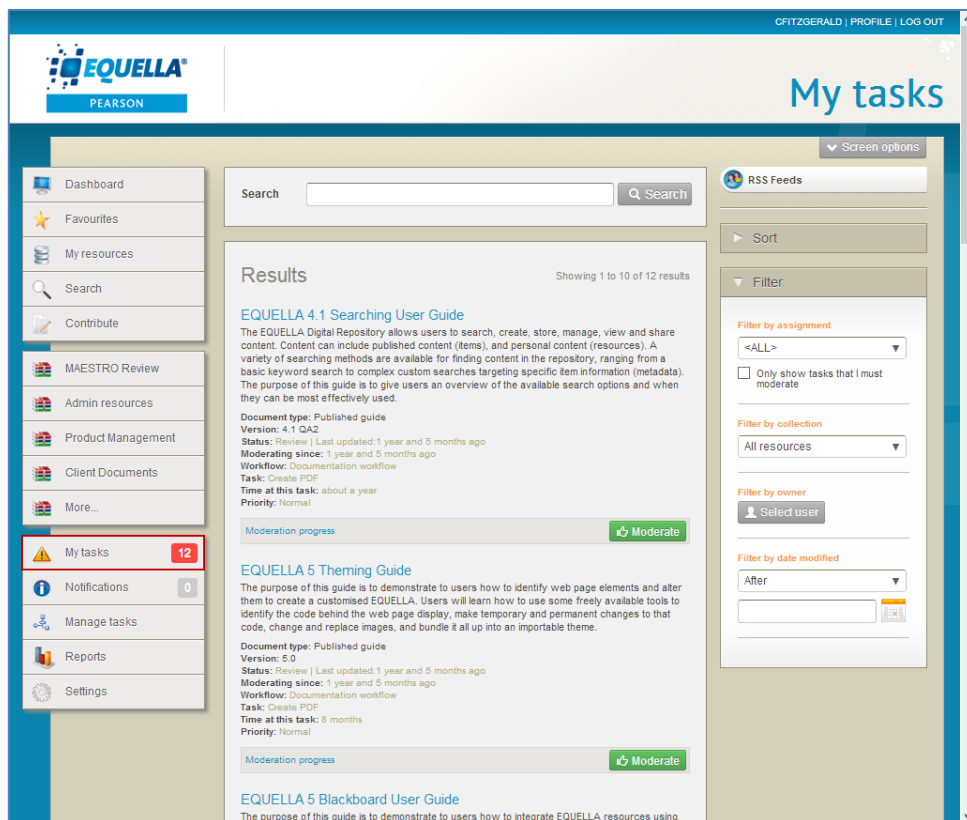 CFITZGERALD | PROFILE | LOG OUT
EQUELLA®
PEARSON
My tasks
Screen options
Dashboard
Favourites
My resources
Search
Contribute
MAESTRO Review
Admin resources
Product Management
Client Documents
More...
My tasks 12
Notifications 0
Manage tasks
Reports
Settings
Search Search
Results Showing 1 to 10 of 12 results
EQUELLA 4.1 Searching User Guide
The EQUELLA Digital Repository allows users to search, create, store, manage, view and share
content. Content can include published content (items), and personal content (resources). A
variety of searching methods are available for finding content in the repository, ranging from a
basic keyword search to complex custom searches targeting specific item information (metadata).
The purpose of this guide is to give users an overview of the available search options and when
they can be most effectively used.
Document type: Published guide
Version: 4.1 QA2
Status: Review | Last updated:1 year and 5 months ago
Moderating since: 1 year and 5 months ago
Workflow: Documentation workflow
Task: Create PDF
Time at this task: about a year
Priority: Normal
Moderation progress Moderate
EQUELLA 5 Theming Guide
The purpose of this guide is to demonstrate to users how to identify web page elements and alter
them to create a customised EQUELLA. Users will learn how to use some freely available tools to
identify the code behind the web page display, make temporary and permanent changes to that
code, change and replace images, and bundle it all up into an importable theme.
Document type: Published guide
Version: 5.0
Status: Review | Last updated:1 year and 5 months ago
Moderating since: 1 year and 5 months ago
Workflow: Documentation workflow
Task: Create PDF
Time at this task: 8 months
Priority: Normal
Moderation progress Moderate
EQUELLA 5 Blackboard User Guide
The purpose of this guide is to demonstrate to users how to integrate EQUELLA resources using
RSS Feeds
Sort
Filter
Filter by assignment
<ALL>
Only show tasks that I must
moderate
Filter by collection
All resources
Filter by owner
Select user
Filter by date modified
After